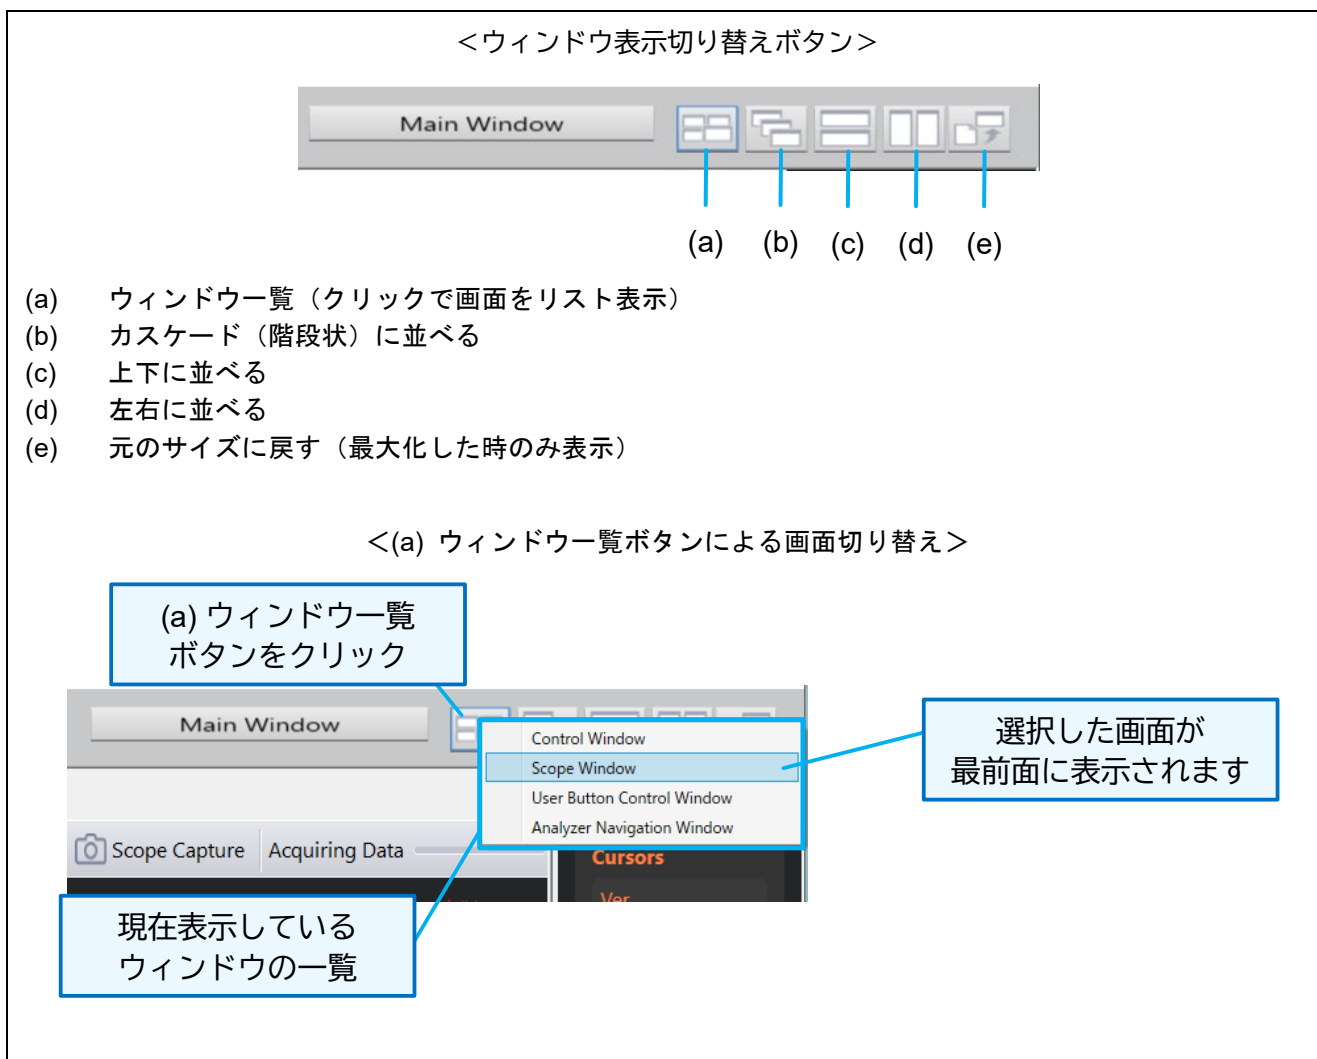 ＜ウィンドウ表示切り替えボタン＞
Main Window
(a) (b) (c) (d) (e)
(a) ウィンドウ一覧（クリックで画面をリスト表示）
(b) カスケード（階段状）に並べる
(c) 上下に並べる
(d) 左右に並べる
(e) 元のサイズに戻す（最大化した時のみ表示）
＜(a) ウィンドウ一覧ボタンによる画面切り替え＞
(a) ウィンドウ一覧
ボタンをクリック
Main Window
Control Window
Scope Window
User Button Control Window
Analyzer Navigation Window
選択した画面が
最前面に表示されます
Scope Capture
Acquiring Data
Cursors
現在表示している
ウィンドウの一覧